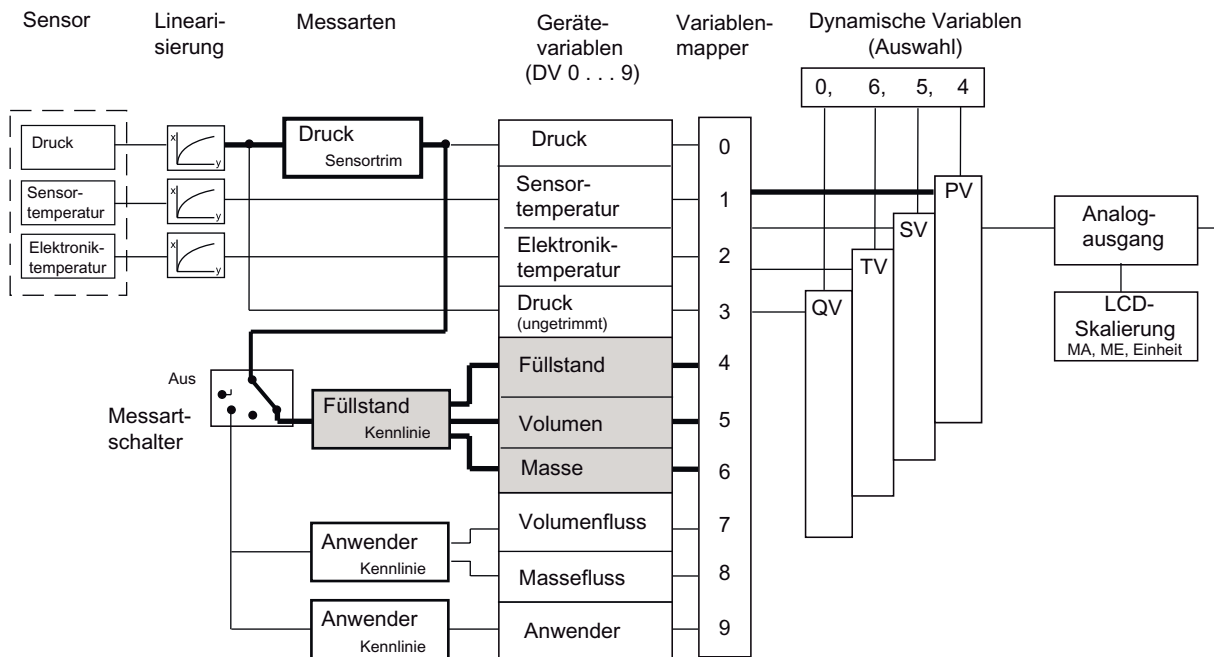 Sensor
Lineari-
sierung
Messarten
Geräte-
variablen
(DV 0 . . . 9)
Variablen-
mapper
Dynamische Variablen
(Auswahl)
0, 6, 5, 4
Druck
x
y
Druck
Sensortrim
Druck
0
Sensor-
temperatur
x
y
Sensor-
temperatur
1
PV
Elektronik-
temperatur
x
y
Elektronik-
temperatur
2
SV
TV
QV
Analog-
ausgang
Druck
(ungetrimmt)
3
LCD-
Skalierung
MA, ME, Einheit
Aus
Messart-
schalter
Füllstand
Kennlinie
Füllstand
4
Volumen
5
Masse
6
Anwender
Kennlinie
Volumenfluss
7
Massefluss
8
Anwender
Kennlinie
Anwender
9